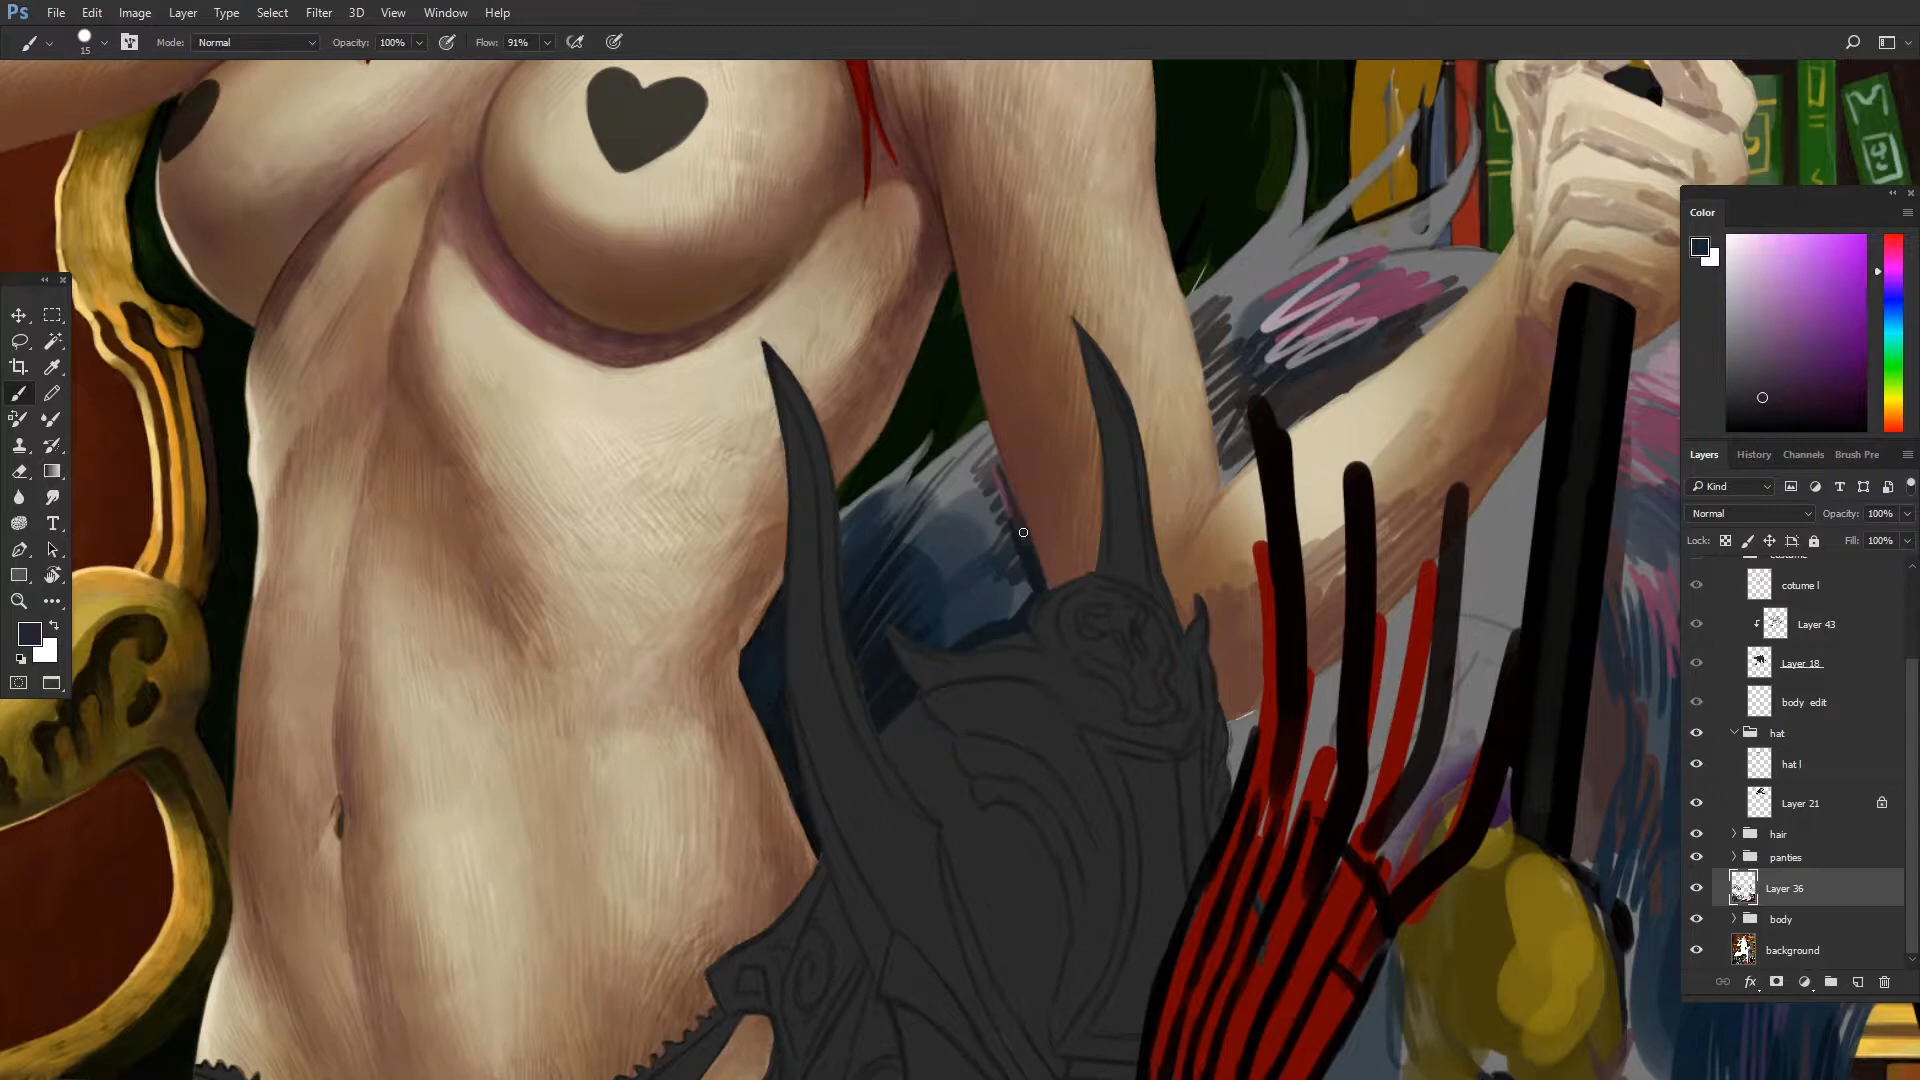 Ps File Edit Image Layer Type Select Filter 3D View Window Help
15 Mode: Normal Opacity: 100% Flow: 91%
Color
Layers History Channels Brush Pre
Kind
Normal Opacity: 100%
Lock: Fill: 100%
cotume l
Layer 43
Layer 18
body edit
hat
hat l
Layer 21
hair
panties
Layer 36
body
background
fx